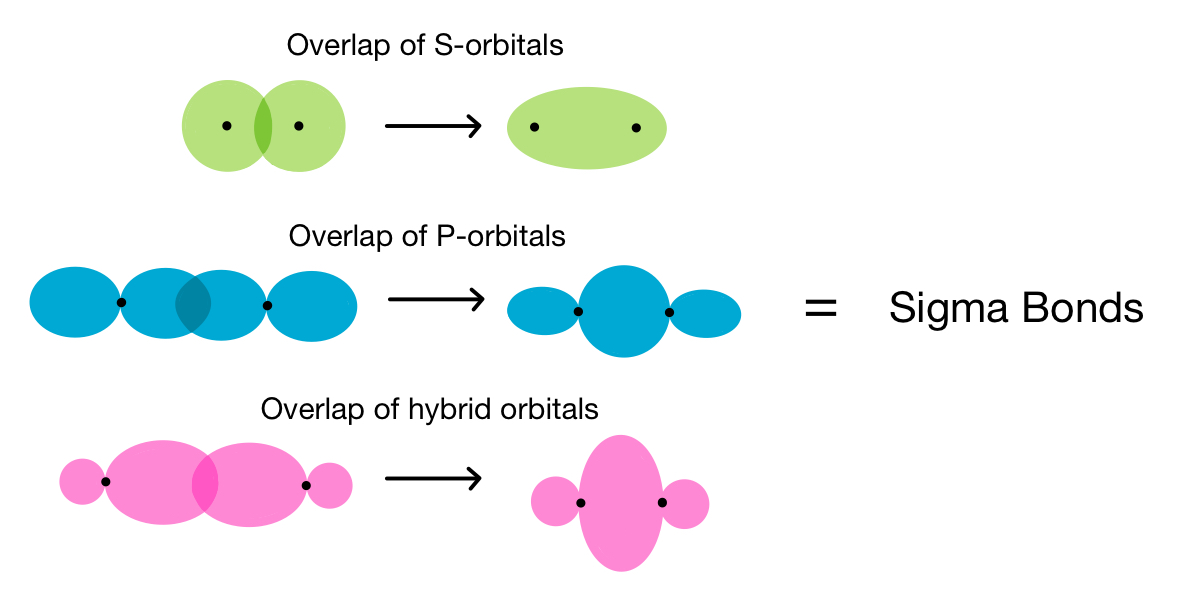 Overlap of S-orbitals
Overlap of P-orbitals
= Sigma Bonds
Overlap of hybrid orbitals